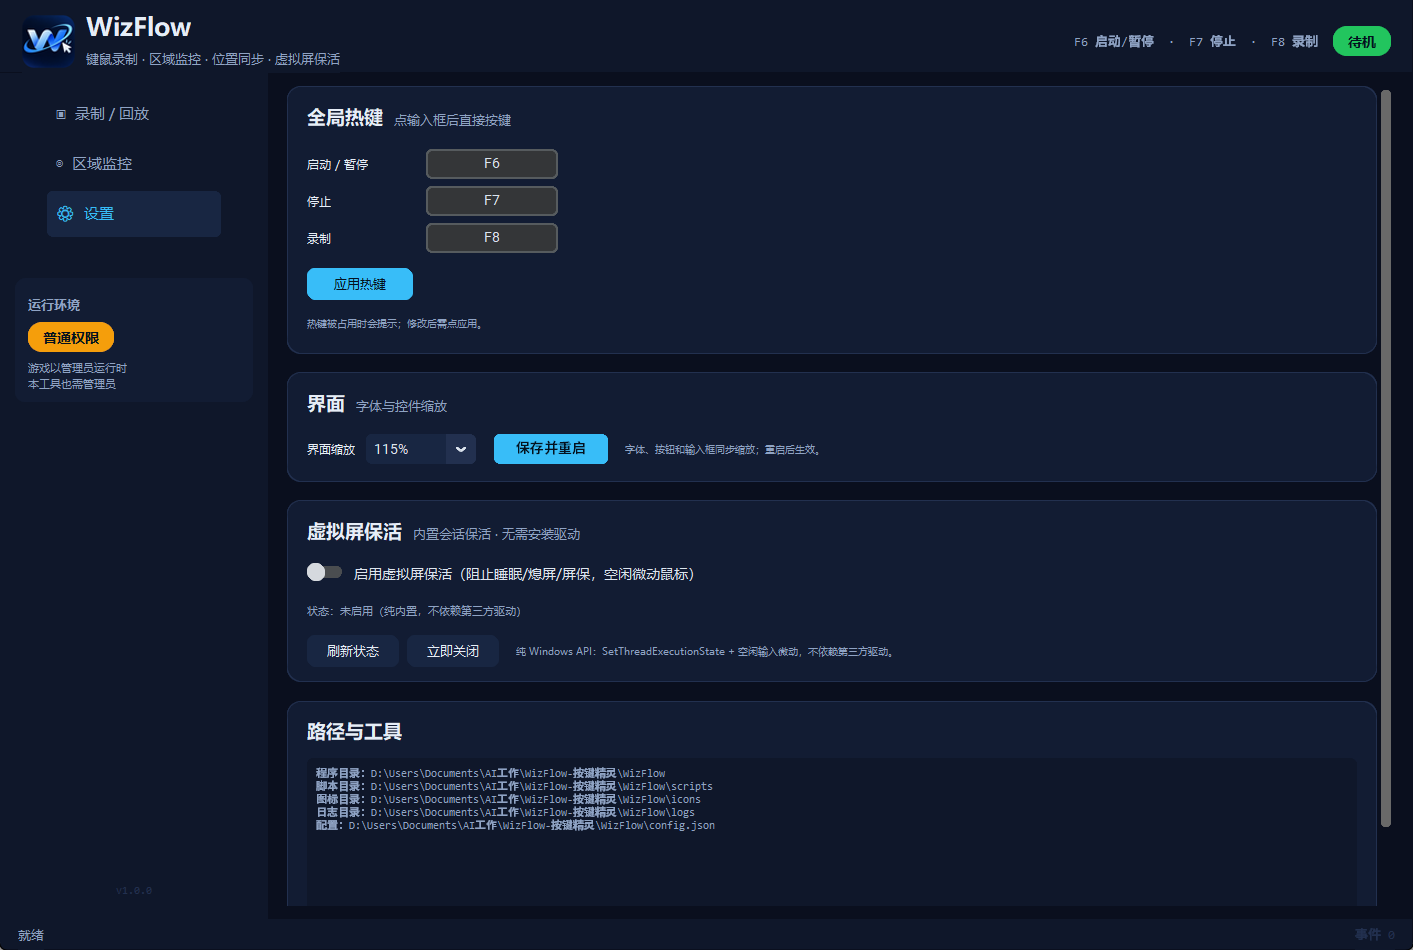 WizFlow
键鼠录制 · 区域监控 · 位置同步 · 虚拟屏保活
F6 启动/暂停 · F7 停止 · F8 录制
待机
录制 / 回放
区域监控
设置
运行环境
普通权限
游戏以管理员运行时
本工具也需管理员
v1.0.0
全局热键 点输入框后直接按键
启动 / 暂停 F6
停止 F7
录制 F8
应用热键
热键被占用时会提示；修改后需点应用。
界面 字体与控件缩放
界面缩放 115% 保存并重启 字体、按钮和输入框同步缩放；重启后生效。
虚拟屏保活 内置会话保活 · 无需安装驱动
启用虚拟屏保活（阻止睡眠/熄屏/屏保，空闲微动鼠标）
状态：未启用（纯内置，不依赖第三方驱动）
刷新状态 立即关闭 纯 Windows API：SetThreadExecutionState + 空闲输入微动，不依赖第三方驱动。
路径与工具
程序目录：D:\Users\Documents\AI工作\WizFlow-按键精灵\WizFlow
脚本目录：D:\Users\Documents\AI工作\WizFlow-按键精灵\WizFlow\scripts
图标目录：D:\Users\Documents\AI工作\WizFlow-按键精灵\WizFlow\icons
日志目录：D:\Users\Documents\AI工作\WizFlow-按键精灵\WizFlow\logs
配置：D:\Users\Documents\AI工作\WizFlow-按键精灵\WizFlow\config.json
就绪
事件 0